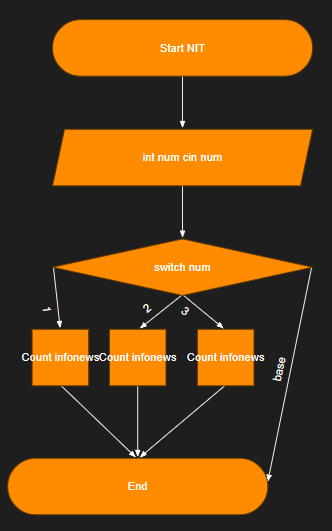 Start NIT
int num cin num
switch num
1
2
3
Count infonews
Count infonews
Count infonews
base
End